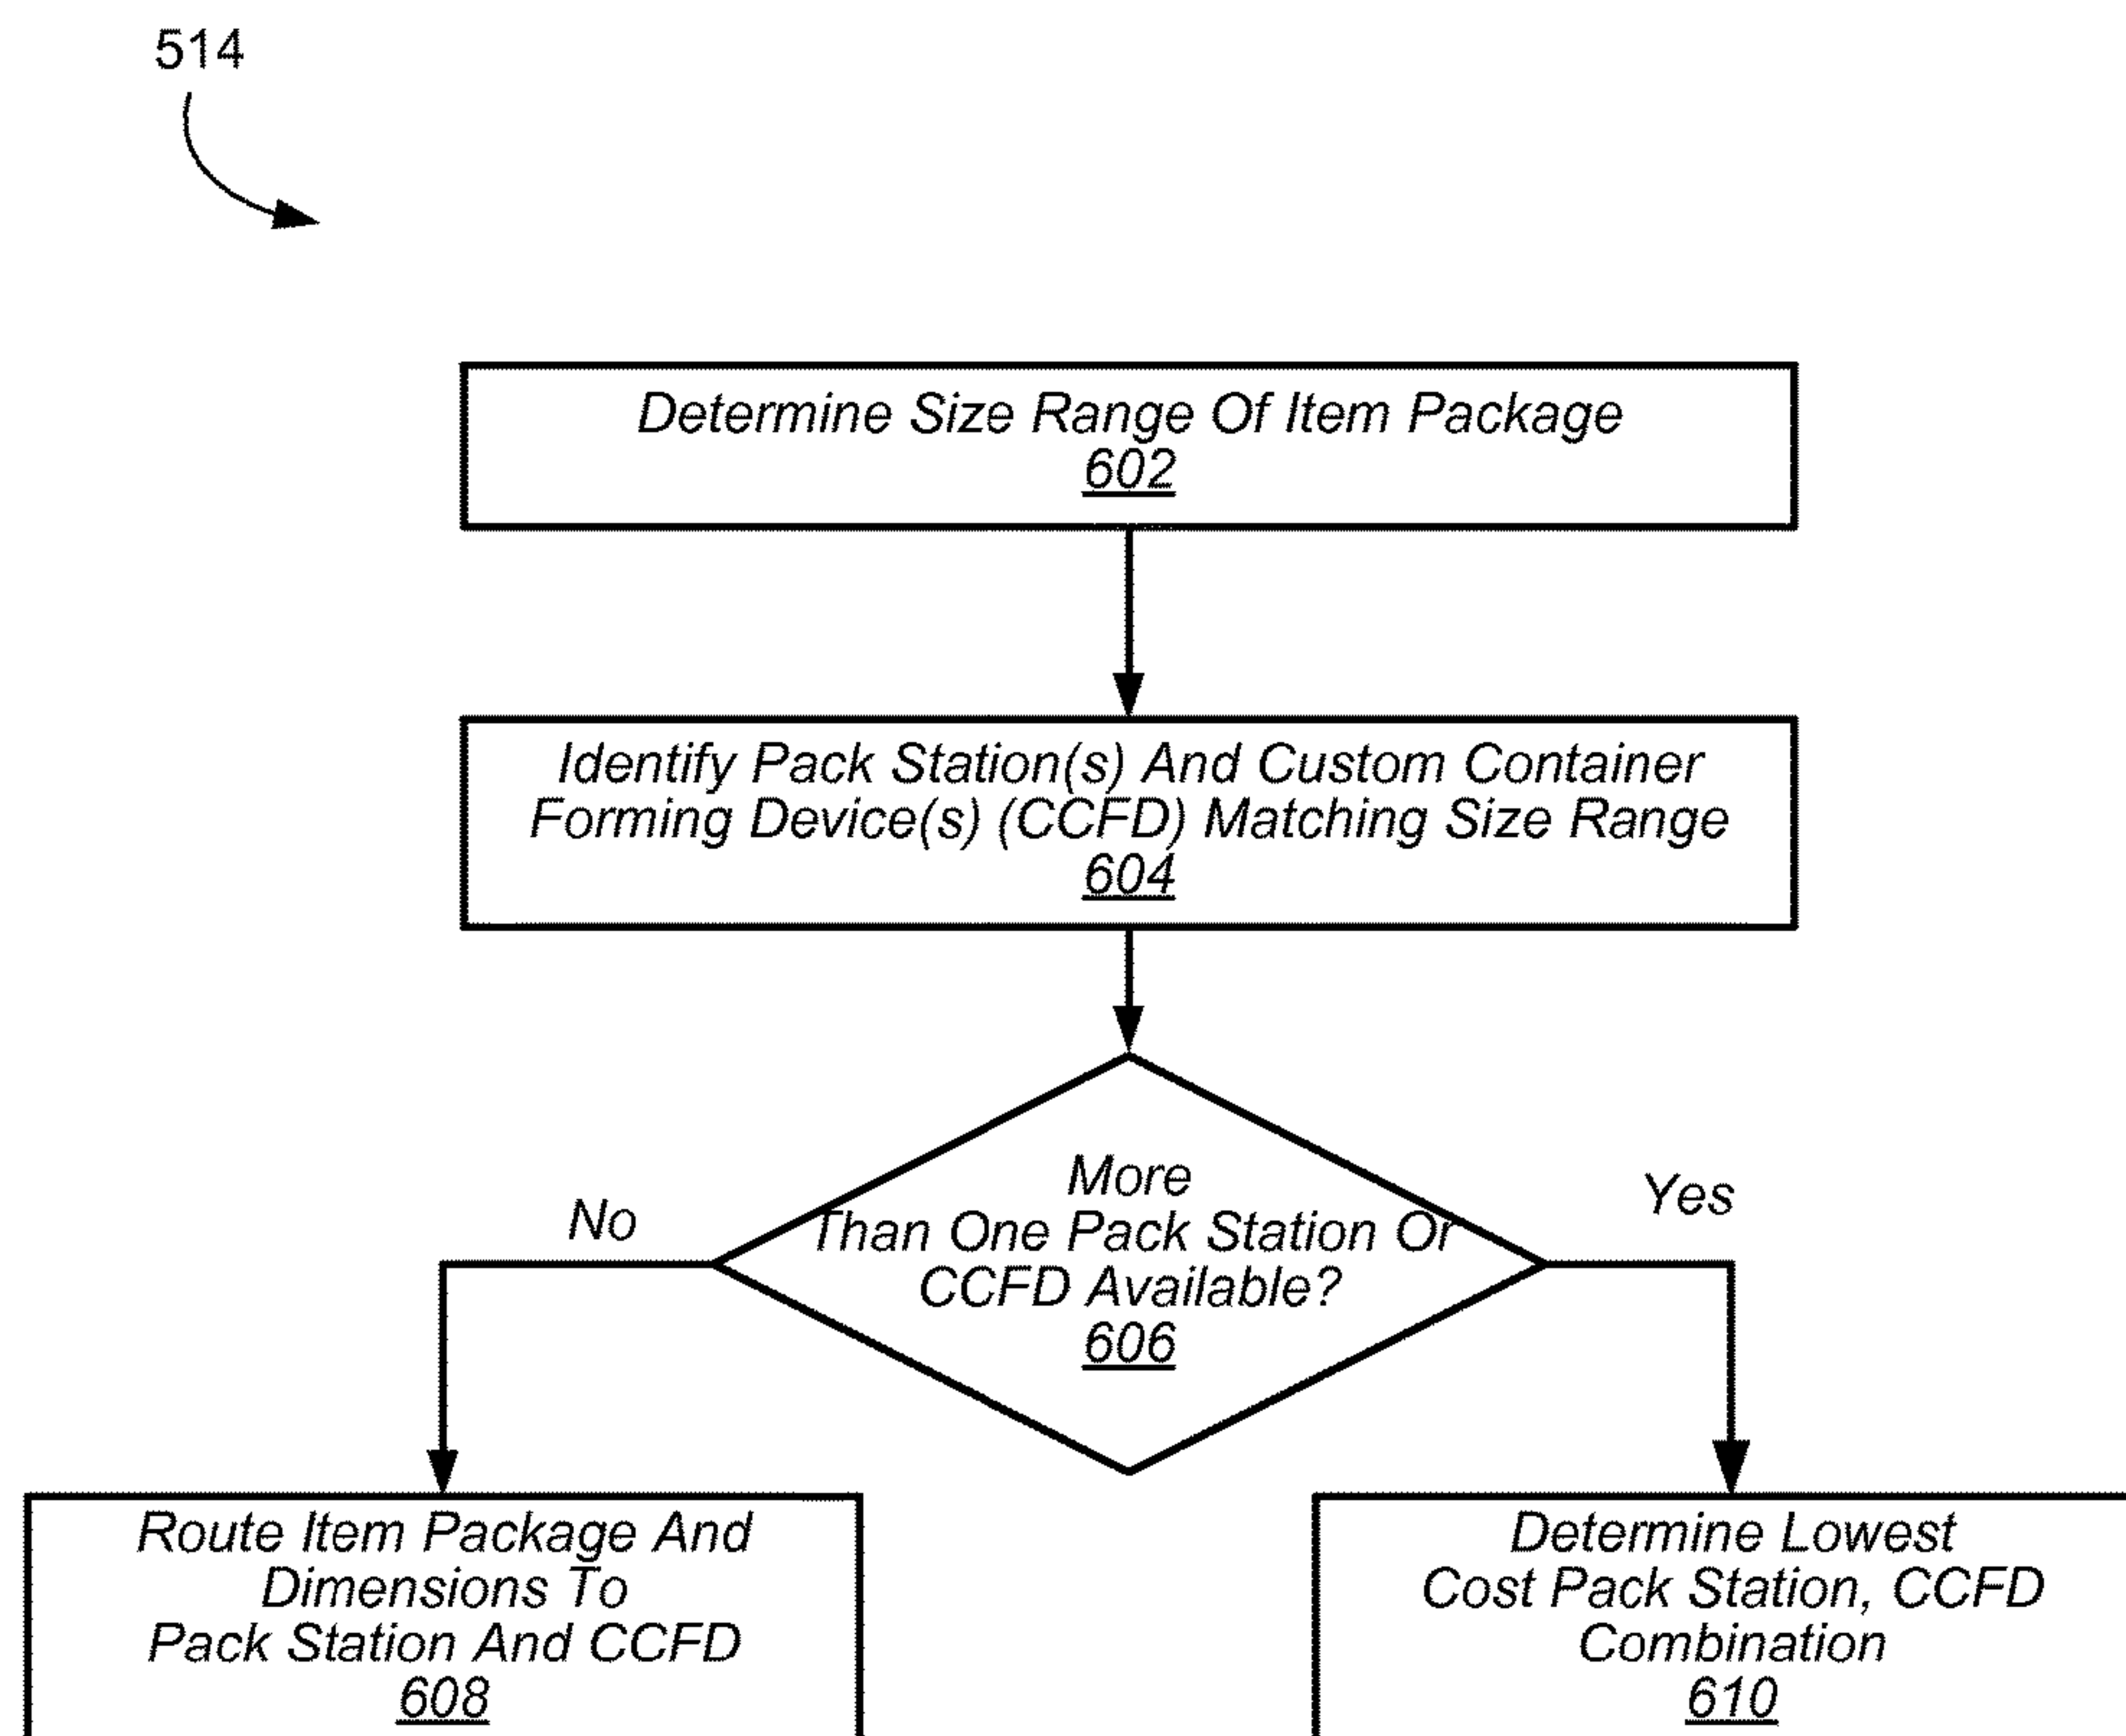 514
Determine Size Range Of Item Package
602
Identify Pack Station(s) And Custom Container
Forming Device(s) (CCFD) Matching Size Range
604
More
Than One Pack Station Or
CCFD Available?
606
No
Yes
Route Item Package And
Dimensions To
Pack Station And CCFD
608
Determine Lowest
Cost Pack Station, CCFD
Combination
610